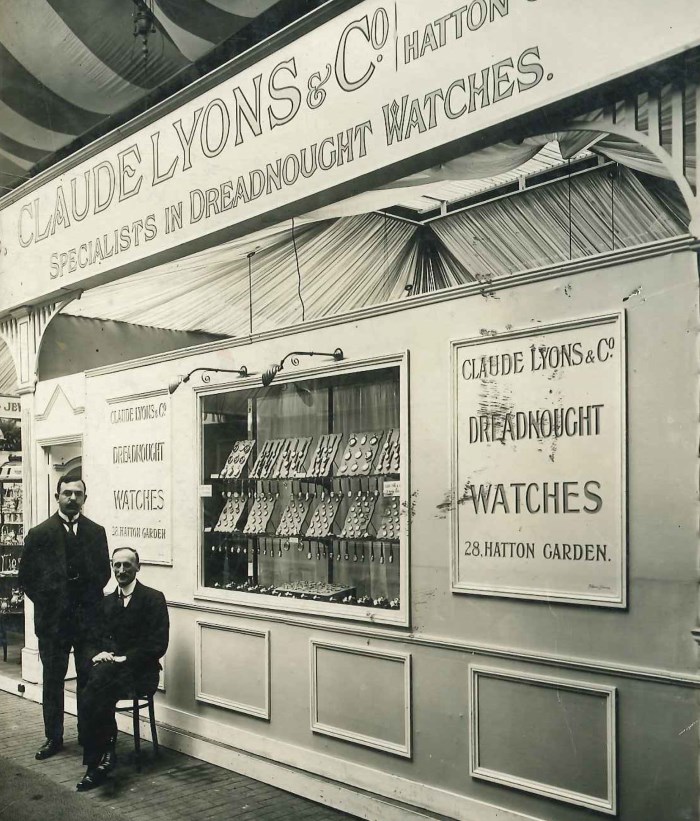 CLAUDE LYONS & Cº | HATTON
SPECIALISTS IN DREADNOUGHT WATCHES.
CLAUDE LYONS & Cº
DREADNOUGHT
WATCHES
28. HATTON GARDEN
CLAUDE LYONS & Cº
DREADNOUGHT
WATCHES
28. HATTON GARDEN.
JEW